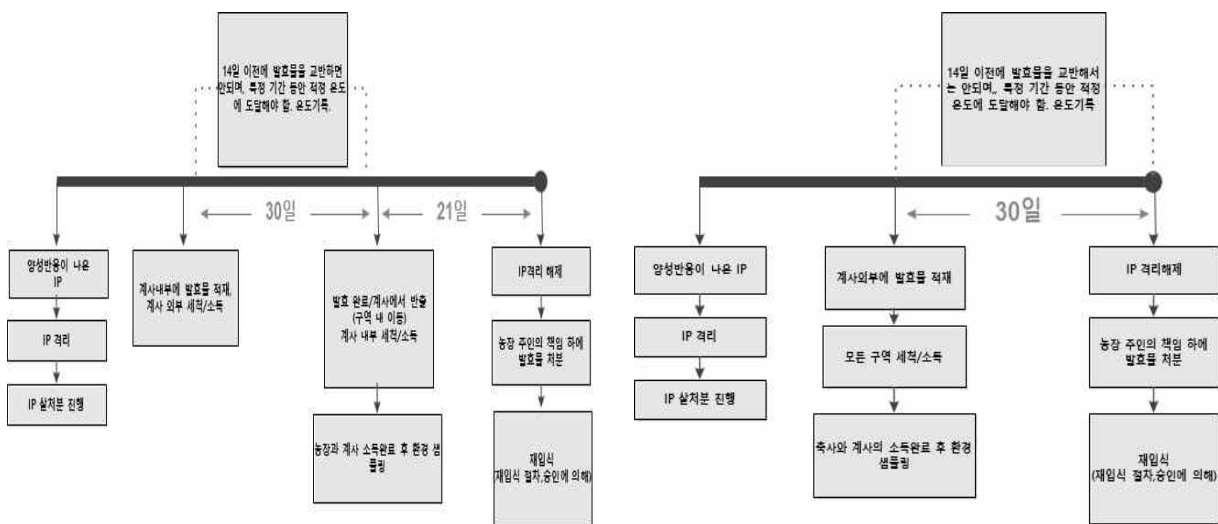 14일 이전에 발효물을 교반하면
안되며, 특정 기간 동안 적정 온도
에 도달해야 함. 온도기록.
30일
21일
양성반응이 나온
IP
IP 격리
IP 살처분 진행
계사내부에 발효물 적재,
계사 외부 세척/소독
발효 완료/계사에서 반출
(구역 내 이동)
계사 내부 세척/소독
농장과 계사 소독완료 후 환경 샘
플링
IP격리 해제
농장 주인의 책임 하에
발효물 처분
재입식
(재입식 절차,승인에 의해)
14일 이전에 발효물을 교반해서
는 안되며,, 특정 기간 동안 적정
온도에 도달해야 함. 온도기록
30일
양성반응이 나온 IP
IP 격리
IP 살처분 진행
계사외부에 발효물 적재
모든 구역 세척/소독
축사와 계사의 소독완료 후 환경
샘플링
IP 격리해제
농장 주인의 책임 하에
발효물 처분
재입식
(재입식 절차,승인에 의해)